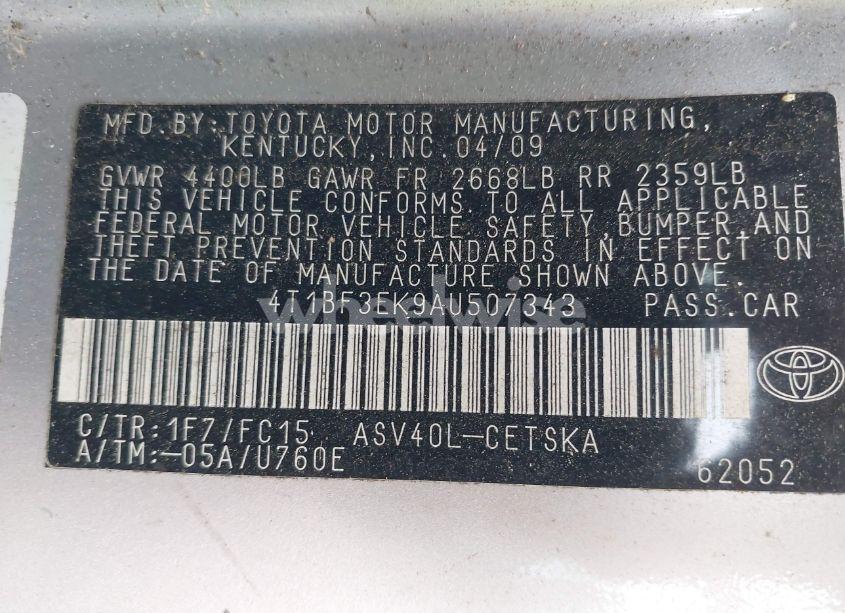 MFD.BY:TOYOTA MOTOR MANUFACTURING,
KENTUCKY,INC.04/09
GVWR 4400LB GAWR FR 2668LB RR 2359LB
THIS VEHICLE CONFORMS TO ALL APPLICABLE
FEDERAL MOTOR VEHICLE SAFETY,BUMPER,AND
THEFT PREVENTION STANDARDS IN EFFECT ON
THE DATE OF MANUFACTURE SHOWN ABOVE.
4T1BF3EK9AU507343 PASS.CAR
wheelwise
C/TR:1F7/FC15 ASV40L-CETSKA
A/TM:-05A/U760E 62052